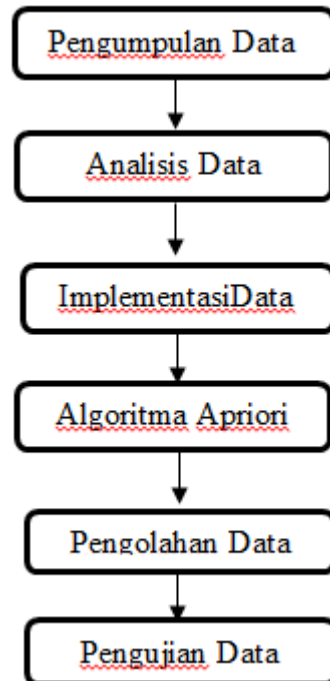 Pengumpulan Data
Analisis Data
ImplementasiData
Algoritma Apriori
Pengolahan Data
Pengujian Data